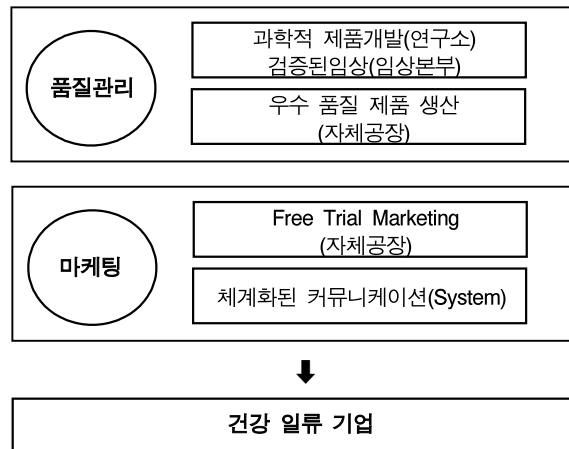 품질관리
과학적 제품개발(연구소)
검증된임상(임상본부)
우수 품질 제품 생산
(자체공장)
마케팅
Free Trial Marketing
(자체공장)
체계화된 커뮤니케이션(System)
건강 일류 기업